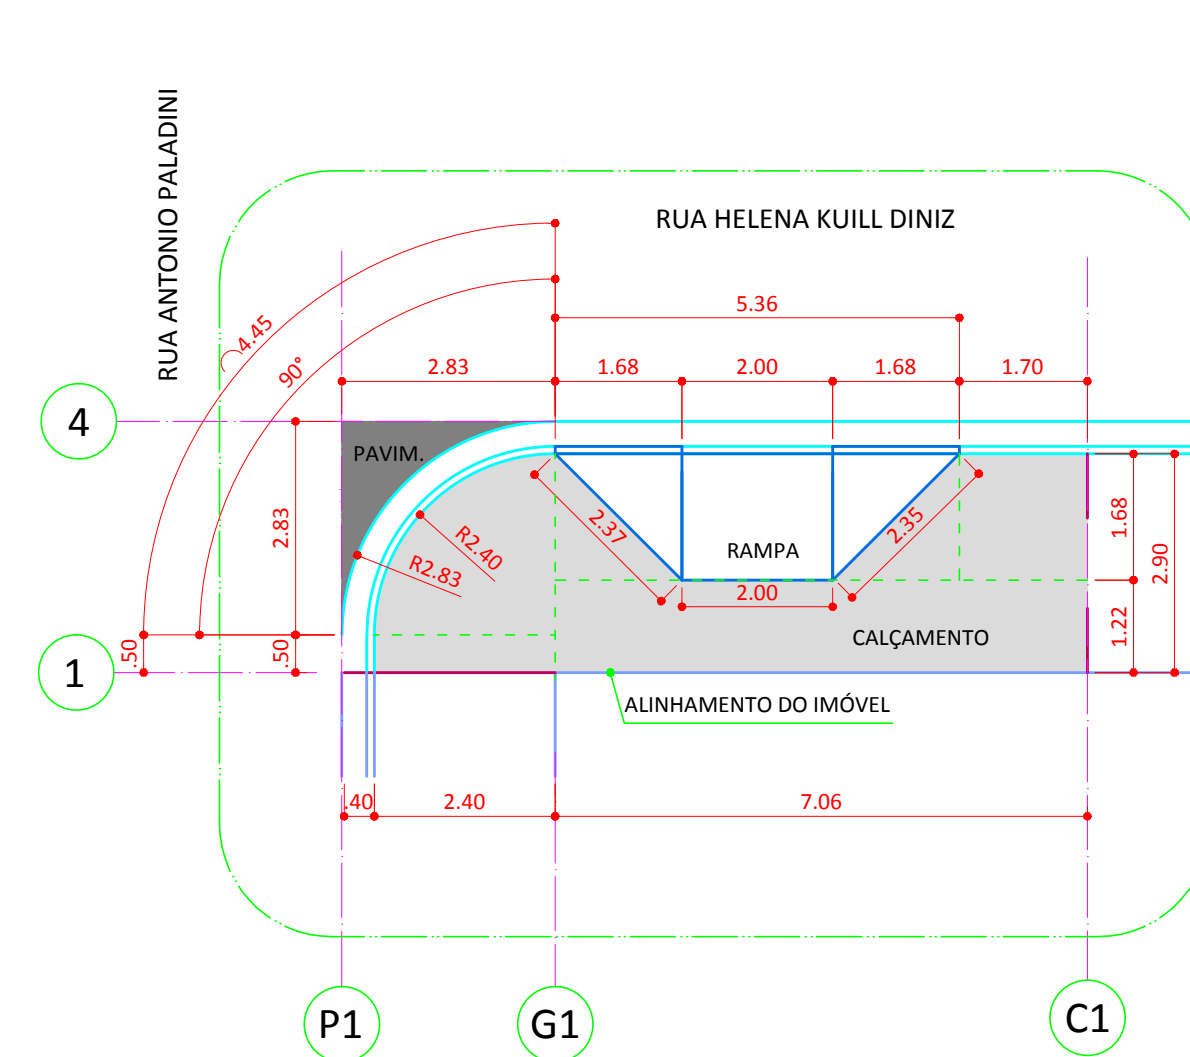 RUA ANTONIO PALADINI
RUA HELENA KUILL DINIZ
5.36
4.45
90°
2.83
1.68
2.00
1.68
1.70
4
PAVIM.
2.83
R2.40
R2.83
2.37
RAMPA
2.35
2.00
1.68
2.90
1.22
CALÇAMENTO
.50
.50
1
ALINHAMENTO DO IMÓVEL
.40
2.40
7.06
P1
G1
C1